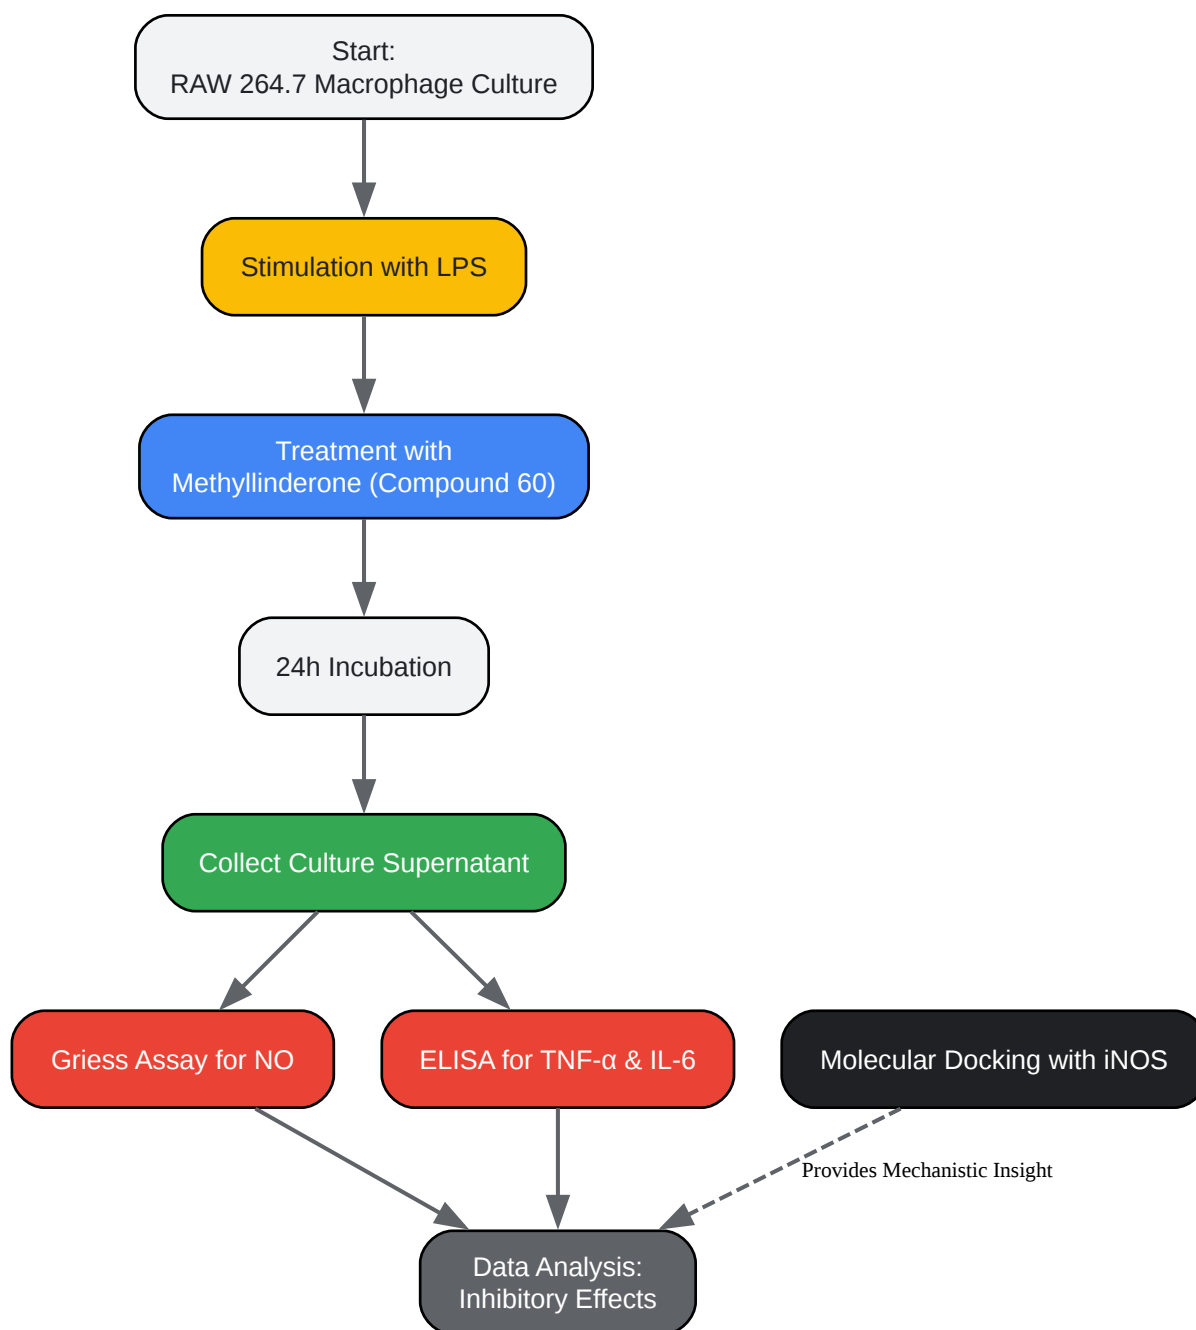 Start:
RAW 264.7 Macrophage Culture
Stimulation with LPS
Treatment with
Methyllinderone (Compound 60)
24h Incubation
Collect Culture Supernatant
Griess Assay for NO
ELISA for TNF-α & IL-6
Molecular Docking with iNOS
Provides Mechanistic Insight
Data Analysis:
Inhibitory Effects